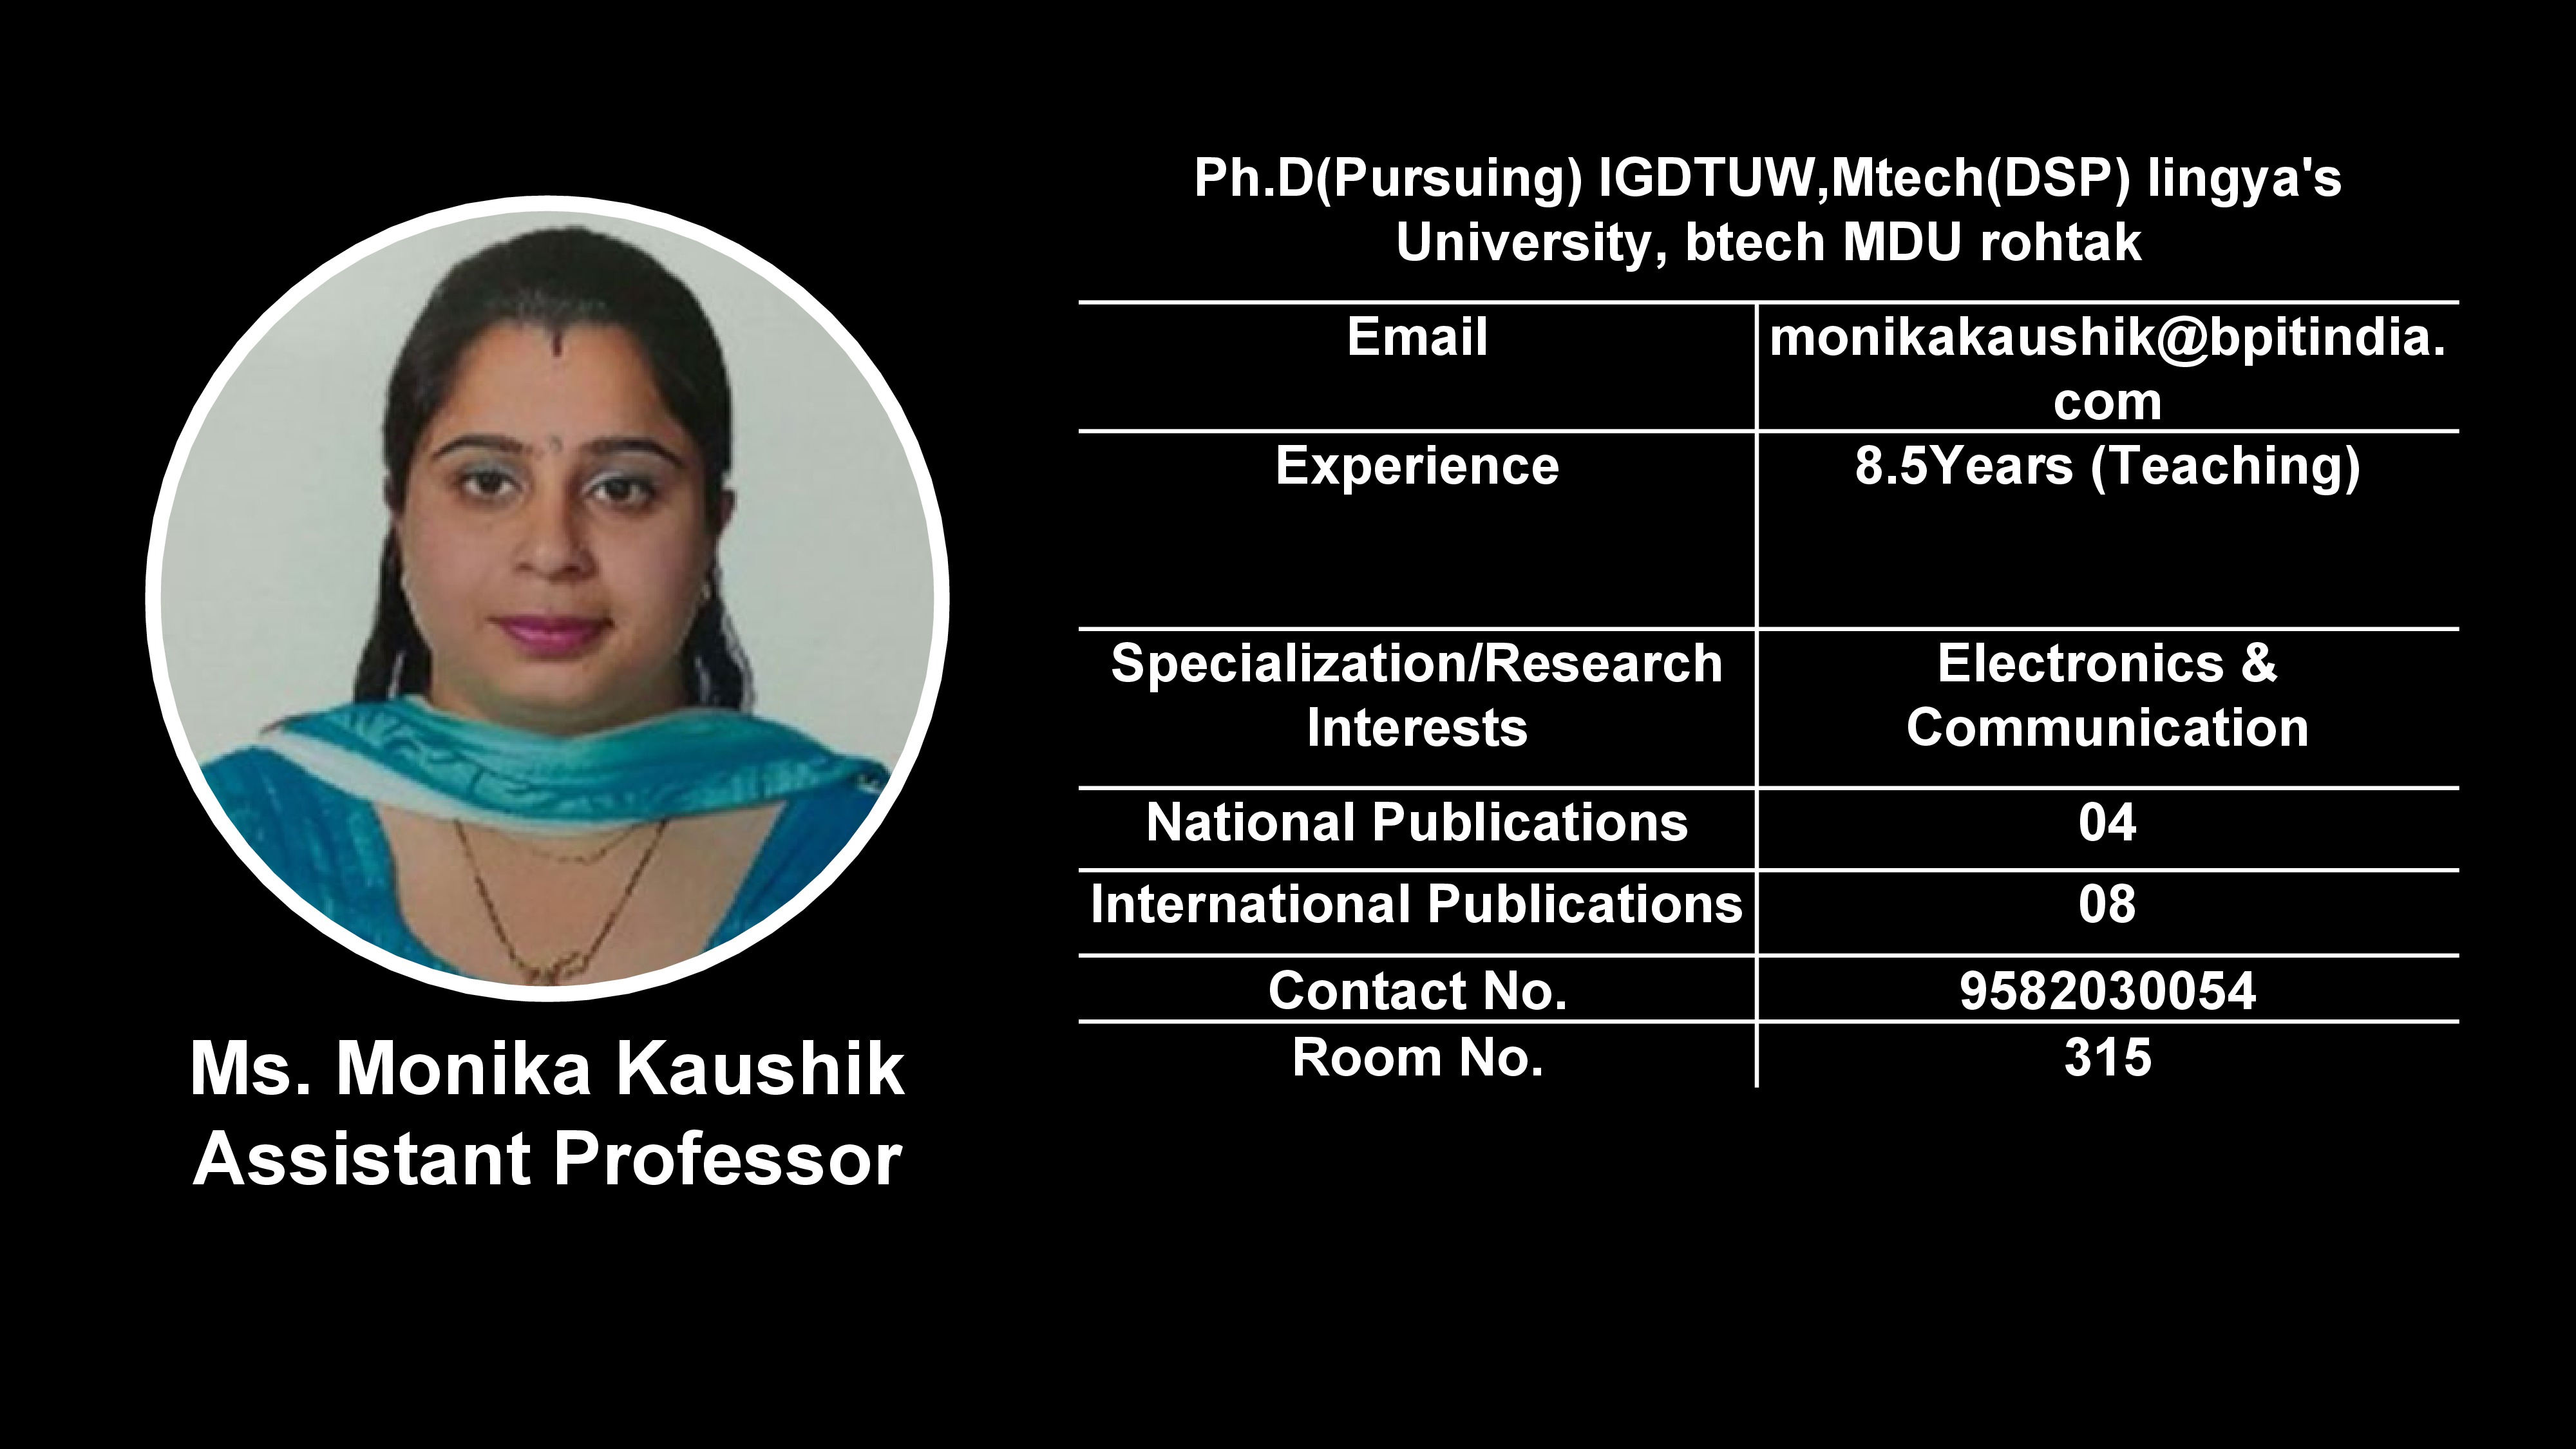 Ph.D(Pursuing) IGDTUW,Mtech(DSP) lingya's
University, btech MDU rohtak
Email monikakaushik@bpitindia.
com
Experience 8.5Years (Teaching)
Specialization/Research Electronics &
Interests Communication
National Publications 04
International Publications 08
Contact No. 9582030054
Room No. 315
Ms. Monika Kaushik
Assistant Professor